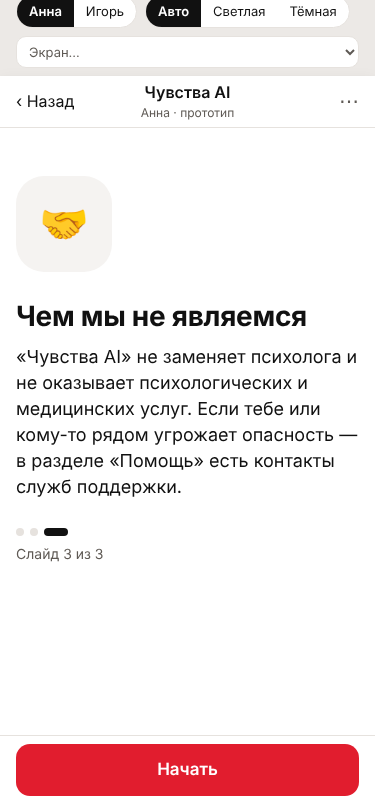 Анна Игорь Авто Светлая Тёмная
Экран...
‹ Назад
Чувства AI
Анна · прототип
Чем мы не являемся
«Чувства AI» не заменяет психолога и
не оказывает психологических и
медицинских услуг. Если тебе или
кому-то рядом угрожает опасность —
в разделе «Помощь» есть контакты
служб поддержки.
Слайд 3 из 3
Начать